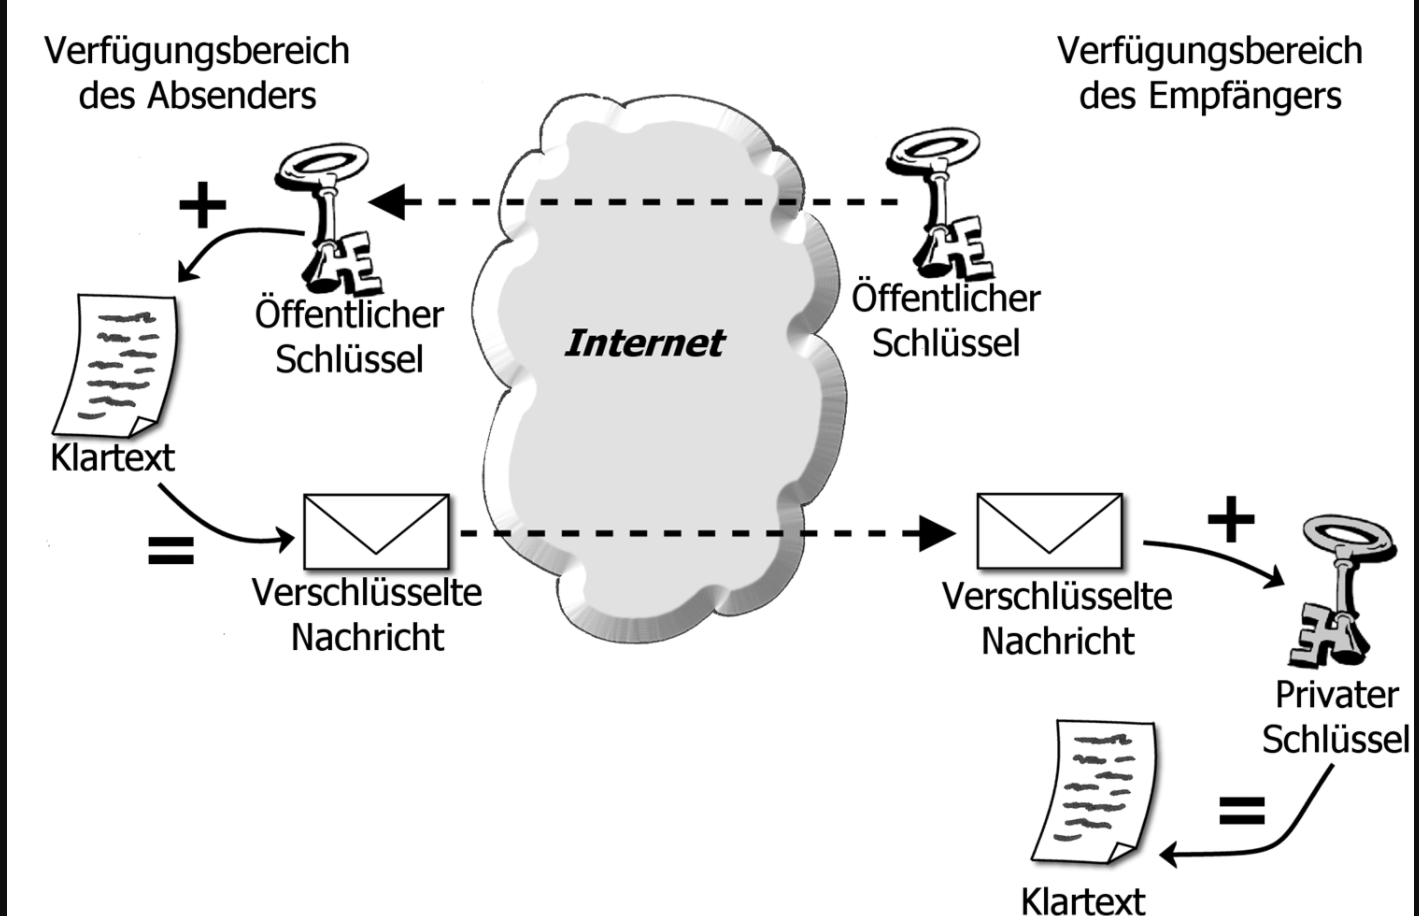 Verfügungsbereich
des Absenders
Verfügungsbereich
des Empfängers
+
Öffentlicher
Schlüssel
Internet
Öffentlicher
Schlüssel
Klartext
=
Verschlüsselte
Nachricht
Verschlüsselte
Nachricht
+
Privater
Schlüssel
=
Klartext